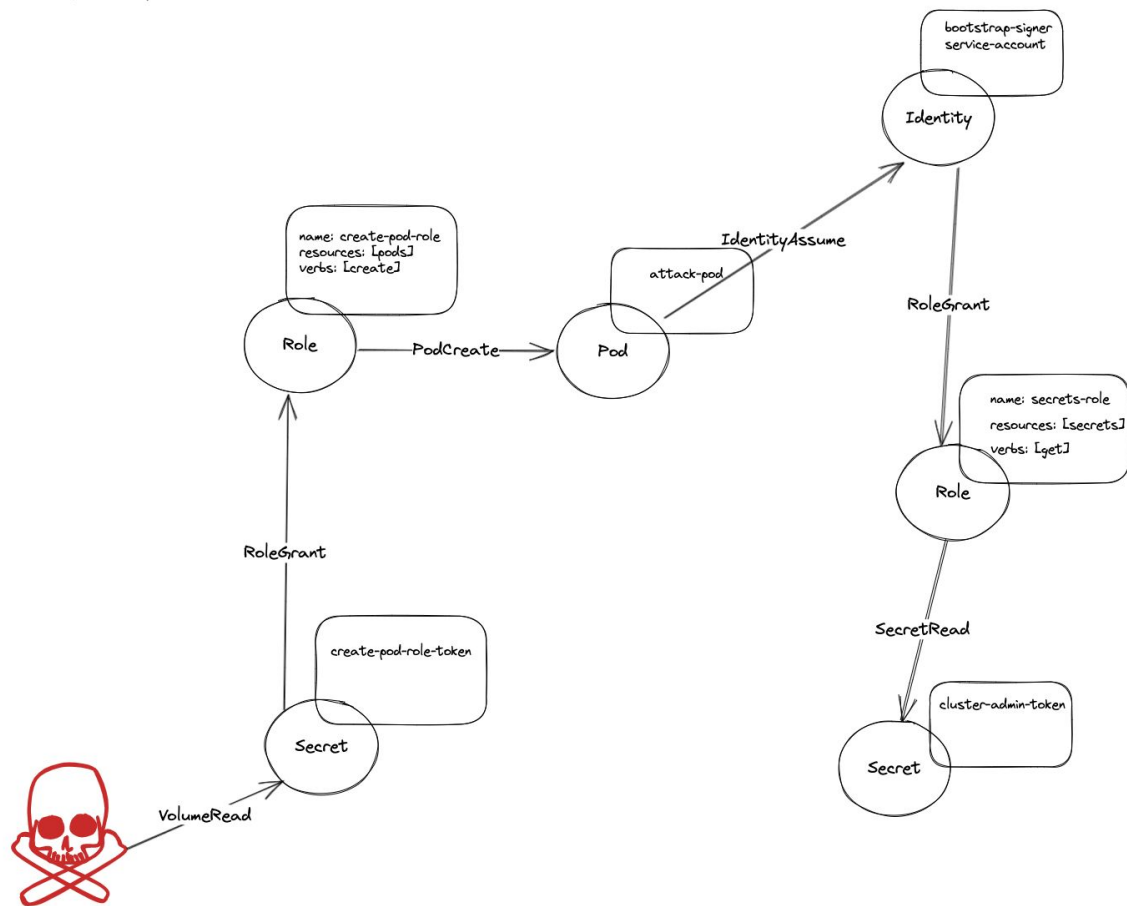 bootstrap-signer
service-account
Identity
IdentityAssume
name: create-pod-role
resources: [pods]
verbs: [create]
attack-pod
Role
PodCreate
Pod
RoleGrant
name: secrets-role
resources: [secrets]
verbs: [get]
Role
RoleGrant
SecretRead
create-pod-role-token
cluster-admin-token
Secret
Secret
VolumeRead